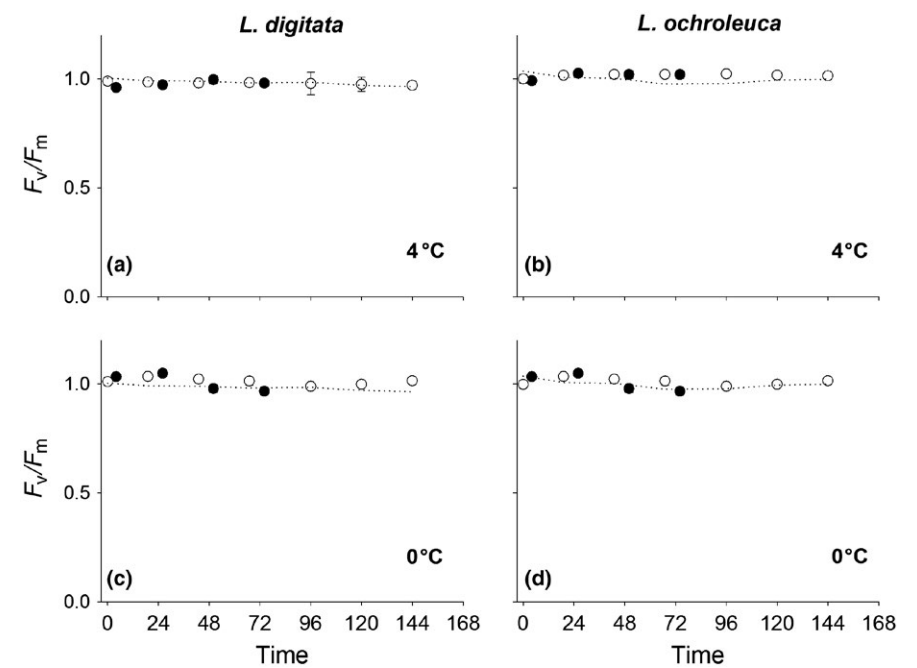 L. digitata L. ochroleuca
1.0
0.5
0.0
Fv/Fm
(a) 4 °C
(b) 4°C
1.0
0.5
0.0
Fv/Fm
(c) 0°C
(d) 0°C
0 24 48 72 96 120 144 168 0 24 48 72 96 120 144 168
Time Time